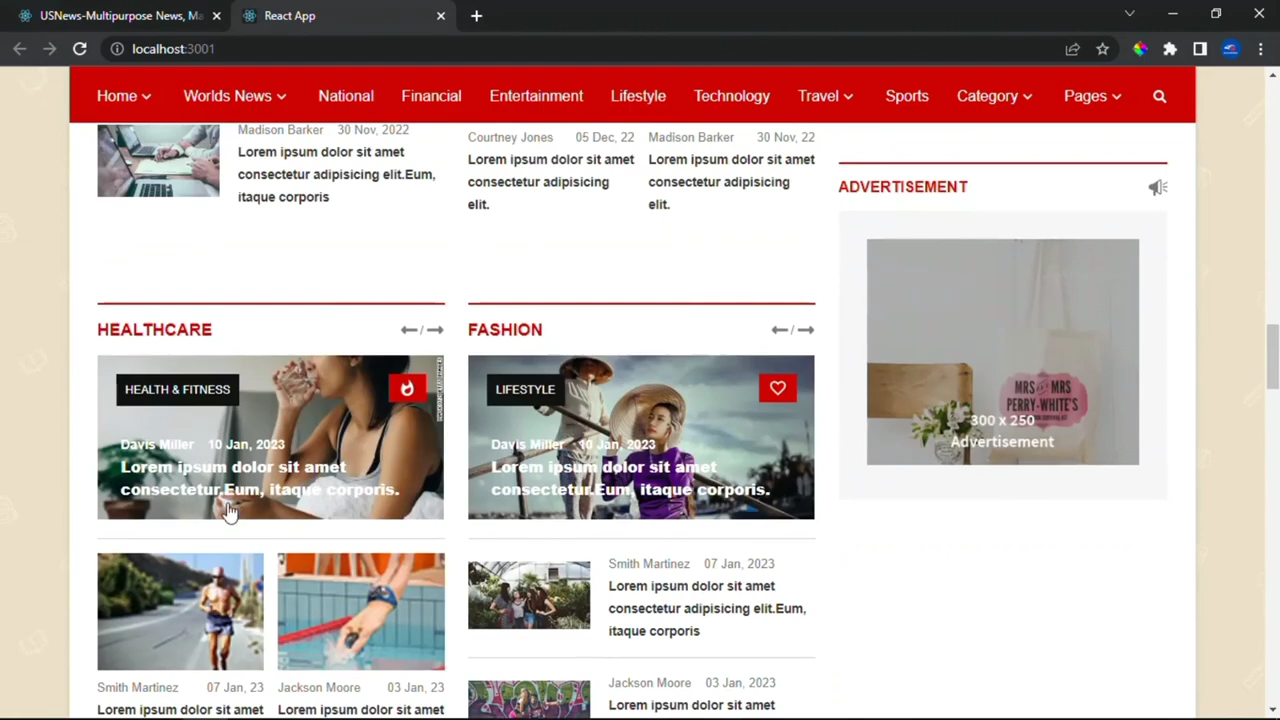 USNews-Multipurpose News, Ma
React App
localhost:3001
Home
Worlds News
National
Financial
Entertainment
Lifestyle
Technology
Travel
Sports
Category
Pages
Madison Barker 30 Nov, 2022
Lorem ipsum dolor sit amet
consectetur adipisicing elit.Eum,
itaque corporis
Courtney Jones 05 Dec, 22
Lorem ipsum dolor sit amet
consectetur adipisicing
elit.
Madison Barker 30 Nov, 22
Lorem ipsum dolor sit amet
consectetur adipisicing
elit.
ADVERTISEMENT
MRS AND MRS
PERRY-WHITE'S
300 x 250
Advertisement
HEALTHCARE
/
HEALTH & FITNESS
Davis Miller 10 Jan, 2023
Lorem ipsum dolor sit amet
consectetur.Eum, itaque corporis.
Smith Martinez 07 Jan, 23
Lorem ipsum dolor sit amet
Jackson Moore 03 Jan, 23
Lorem ipsum dolor sit amet
FASHION
/
LIFESTYLE
Davis Miller 10 Jan, 2023
Lorem ipsum dolor sit amet
consectetur.Eum, itaque corporis.
Smith Martinez 07 Jan, 2023
Lorem ipsum dolor sit amet
consectetur adipisicing elit.Eum,
itaque corporis
Jackson Moore 03 Jan, 2023
Lorem ipsum dolor sit amet